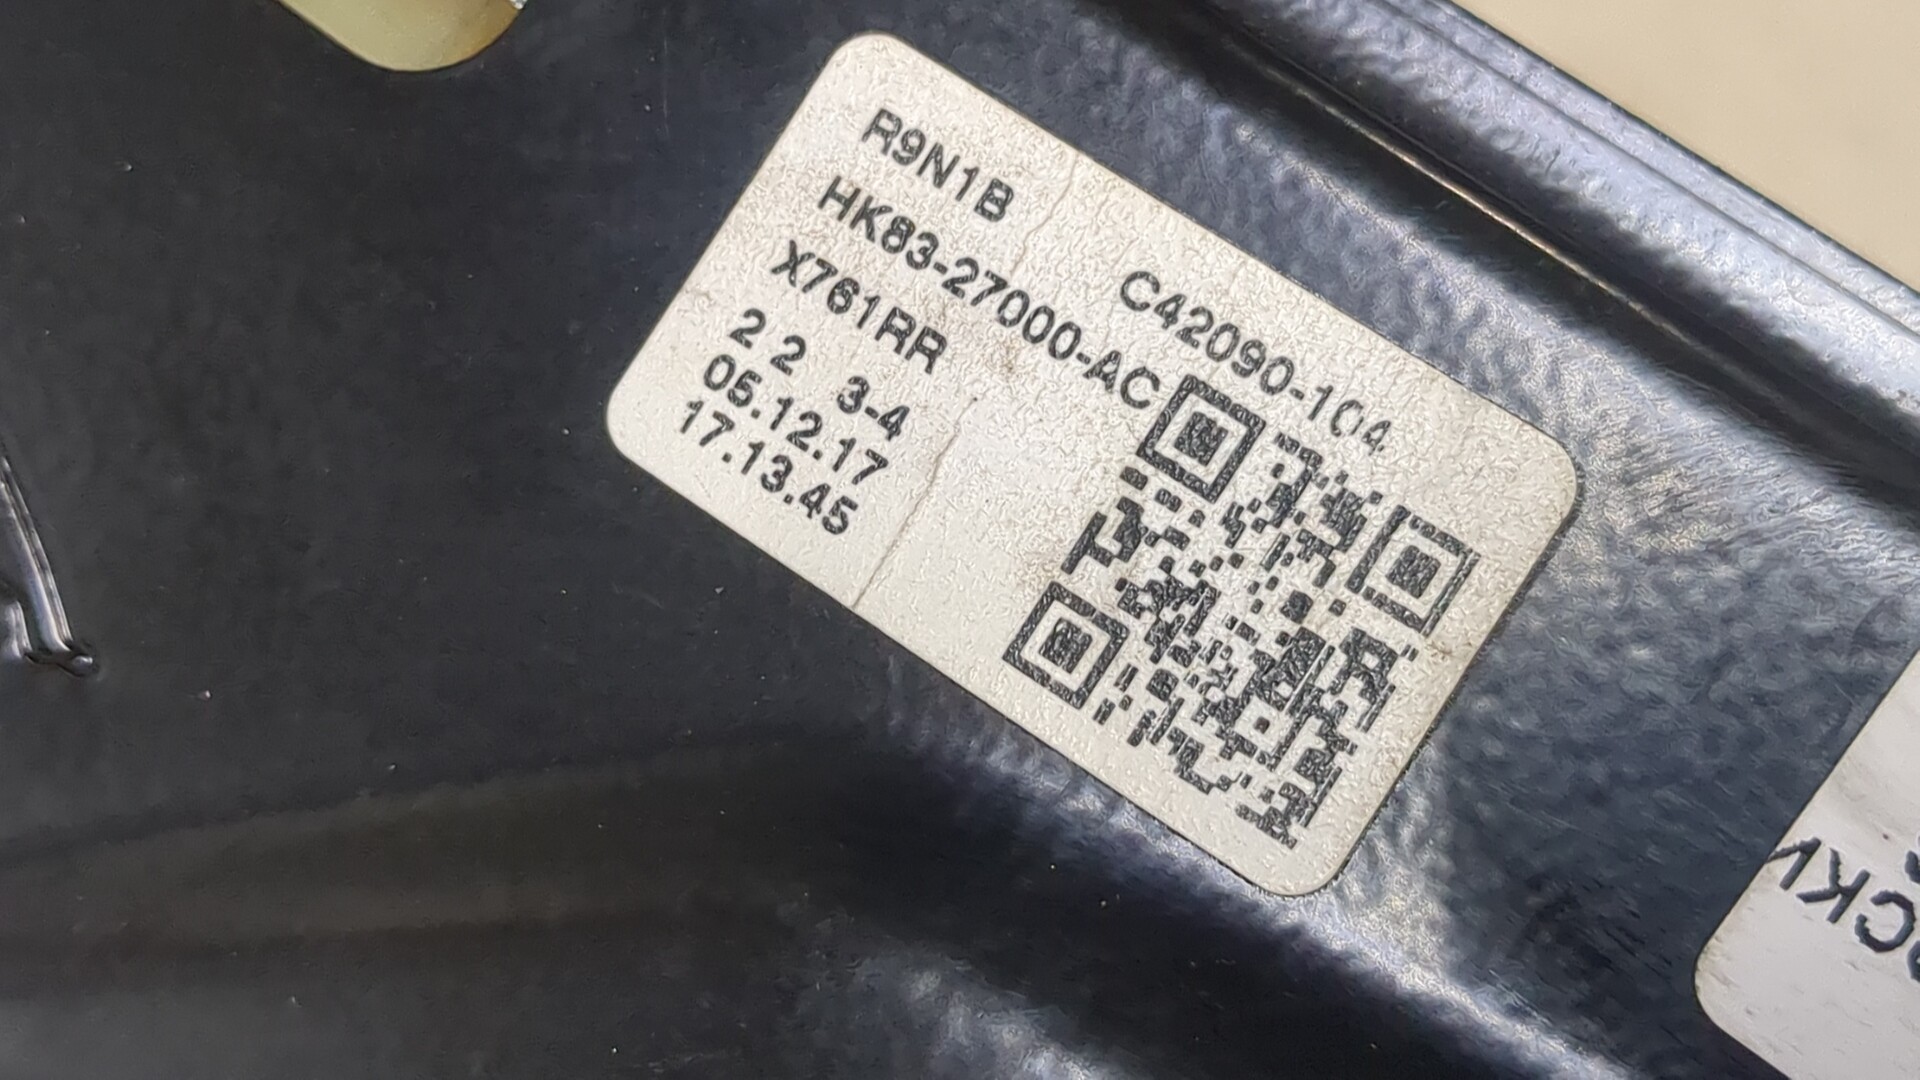 R9N1B
C42090-104
HK83-27000-AC
X761RR
2 2 3-4
05.12.17
17.13.45